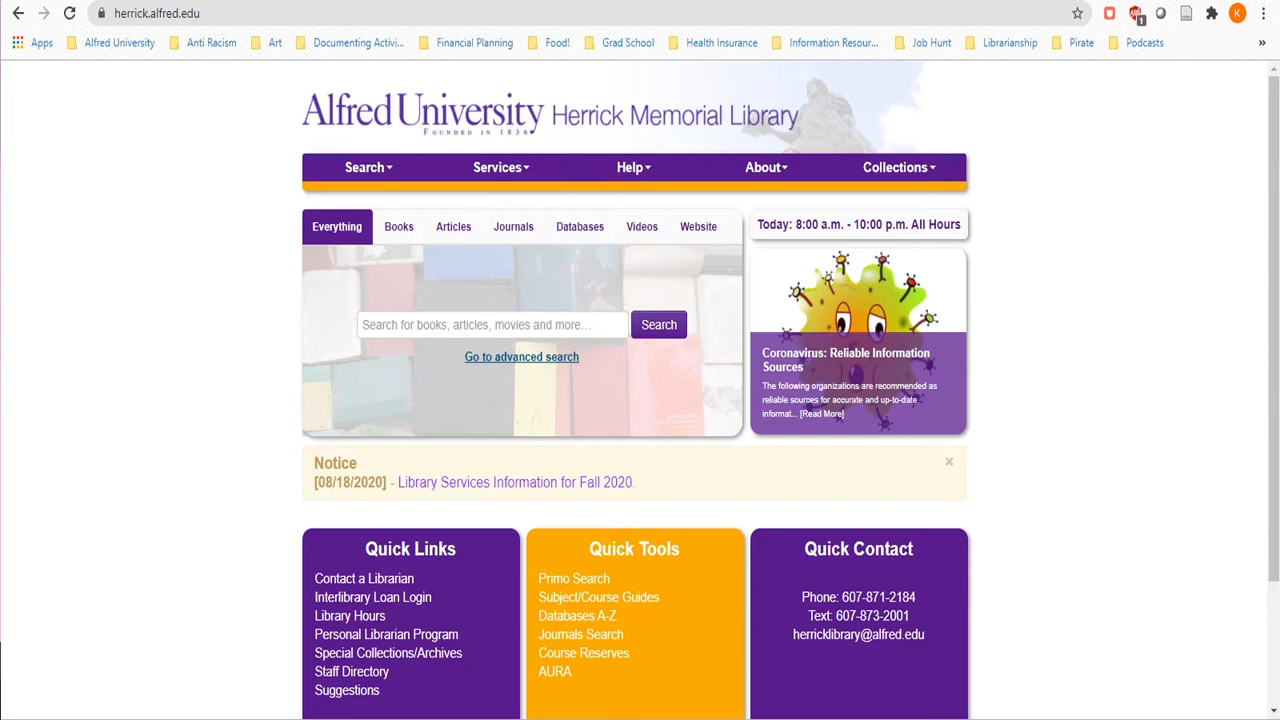 herrick.alfred.edu
1
K
Apps Alfred University Anti Racism Art Documenting Activi... Financial Planning Food! Grad School Health Insurance Information Resour... Job Hunt Librarianship Pirate Podcasts »
Alfred University Herrick Memorial Library
Founded in 1836
Search Services Help About Collections
Everything Books Articles Journals Databases Videos Website
Today: 8:00 a.m. - 10:00 p.m. All Hours
Search for books, articles, movies and more... Search
Go to advanced search
Coronavirus: Reliable Information
Sources
The following organizations are recommended as
reliable sources for accurate and up-to-date
informat... [Read More]
Notice ×
[08/18/2020] - Library Services Information for Fall 2020.
Quick Links
Contact a Librarian
Interlibrary Loan Login
Library Hours
Personal Librarian Program
Special Collections/Archives
Staff Directory
Suggestions
Quick Tools
Primo Search
Subject/Course Guides
Databases A-Z
Journals Search
Course Reserves
AURA
Quick Contact
Phone: 607-871-2184
Text: 607-873-2001
herricklibrary@alfred.edu